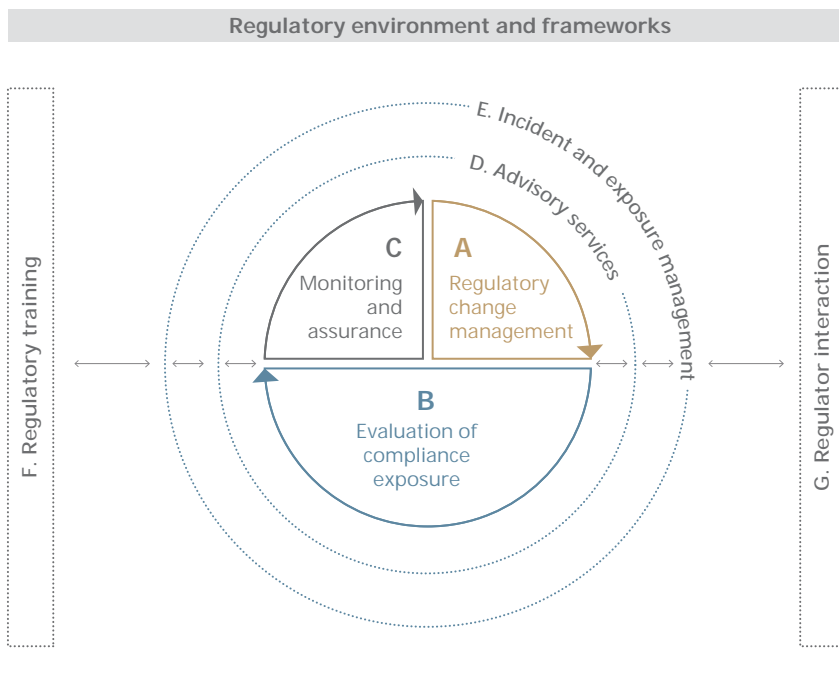 Regulatory environment and frameworks
F. Regulatory training
E. Incident and exposure management
D. Advisory services
C
Monitoring
and
assurance
A
Regulatory
change
management
B
Evaluation of
compliance
exposure
G. Regulator interaction